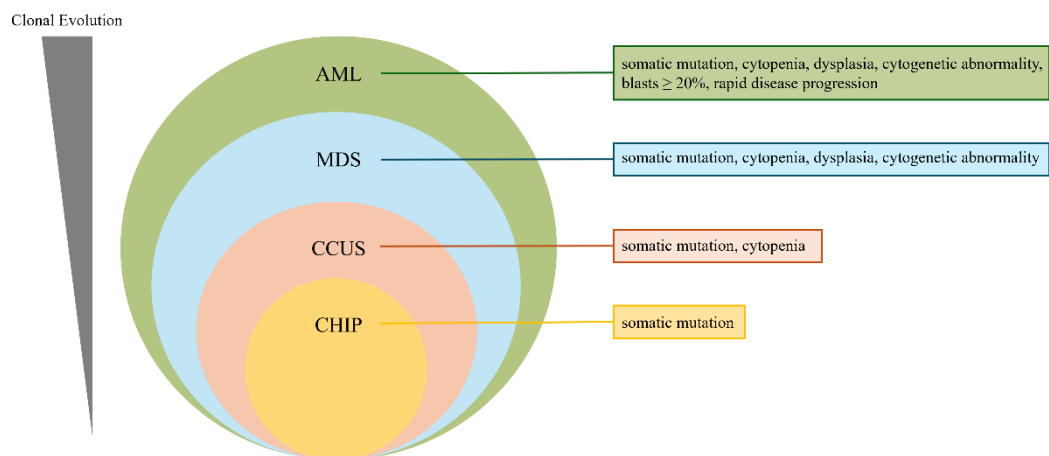 Clonal Evolution
AML
somatic mutation, cytopenia, dysplasia, cytogenetic abnormality,
blasts ≥ 20%, rapid disease progression
MDS
somatic mutation, cytopenia, dysplasia, cytogenetic abnormality
CCUS
somatic mutation, cytopenia
CHIP
somatic mutation